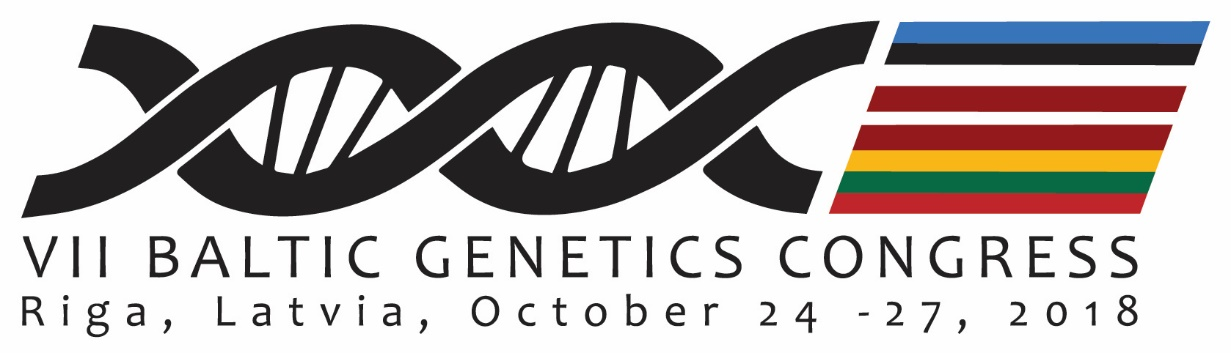 VII BALTIC GENETICS CONGRESS
Riga, Latvia, October 24 -27, 2018